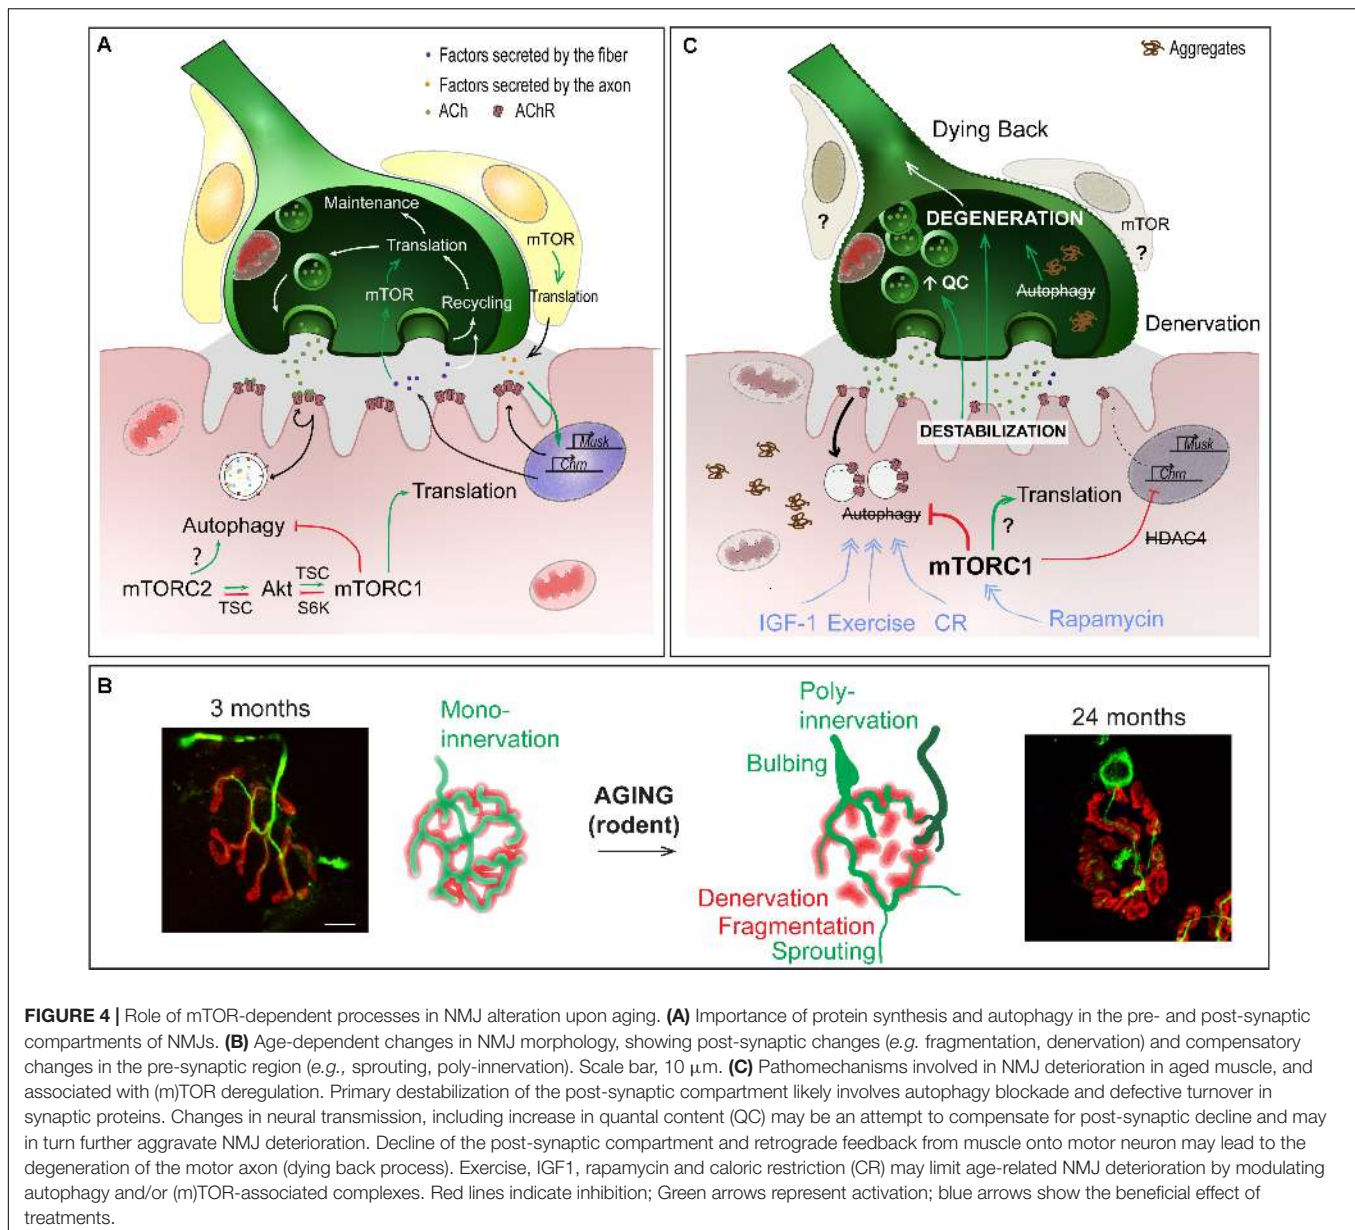 A
Factors secreted by the fiber
Factors secreted by the axon
ACh AChR
Maintenance
Translation
mTOR
Recycling
mTOR
Translation
Musk
Chrn
Translation
Autophagy
?
mTORC2 TSC Akt TSC S6K mTORC1
C
Aggregates
Dying Back
DEGENERATION
?
mTOR
?
↑ QC
Autophagy
Denervation
DESTABILIZATION
Musk
Chrn
Translation
Autophagy
?
HDAC4
mTORC1
IGF-1 Exercise CR
Rapamycin
B
3 months
Mono-
innervation
AGING
(rodent)
Poly-
innervation
Bulbing
Denervation
Fragmentation
Sprouting
24 months
FIGURE 4 | Role of mTOR-dependent processes in NMJ alteration upon aging. (A) Importance of protein synthesis and autophagy in the pre- and post-synaptic
compartments of NMJs. (B) Age-dependent changes in NMJ morphology, showing post-synaptic changes (e.g. fragmentation, denervation) and compensatory
changes in the pre-synaptic region (e.g., sprouting, poly-innervation). Scale bar, 10 μm. (C) Pathomechanisms involved in NMJ deterioration in aged muscle, and
associated with (m)TOR deregulation. Primary destabilization of the post-synaptic compartment likely involves autophagy blockade and defective turnover in
synaptic proteins. Changes in neural transmission, including increase in quantal content (QC) may be an attempt to compensate for post-synaptic decline and may
in turn further aggravate NMJ deterioration. Decline of the post-synaptic compartment and retrograde feedback from muscle onto motor neuron may lead to the
degeneration of the motor axon (dying back process). Exercise, IGF1, rapamycin and caloric restriction (CR) may limit age-related NMJ deterioration by modulating
autophagy and/or (m)TOR-associated complexes. Red lines indicate inhibition; Green arrows represent activation; blue arrows show the beneficial effect of
treatments.